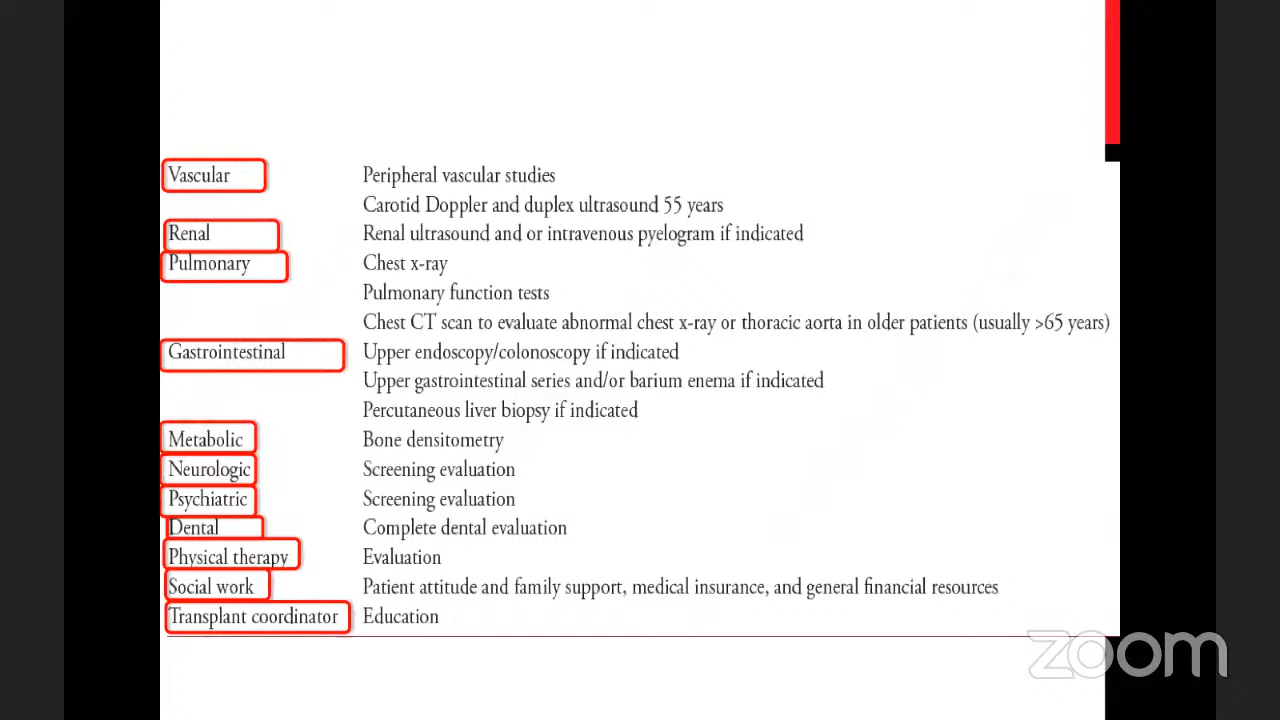 Vascular Peripheral vascular studies
Carotid Doppler and duplex ultrasound 55 years
Renal Renal ultrasound and or intravenous pyelogram if indicated
Pulmonary Chest x-ray
Pulmonary function tests
Chest CT scan to evaluate abnormal chest x-ray or thoracic aorta in older patients (usually >65 years)
Gastrointestinal Upper endoscopy/colonoscopy if indicated
Upper gastrointestinal series and/or barium enema if indicated
Percutaneous liver biopsy if indicated
Metabolic Bone densitometry
Neurologic Screening evaluation
Psychiatric Screening evaluation
Dental Complete dental evaluation
Physical therapy Evaluation
Social work Patient attitude and family support, medical insurance, and general financial resources
Transplant coordinator Education
zoom